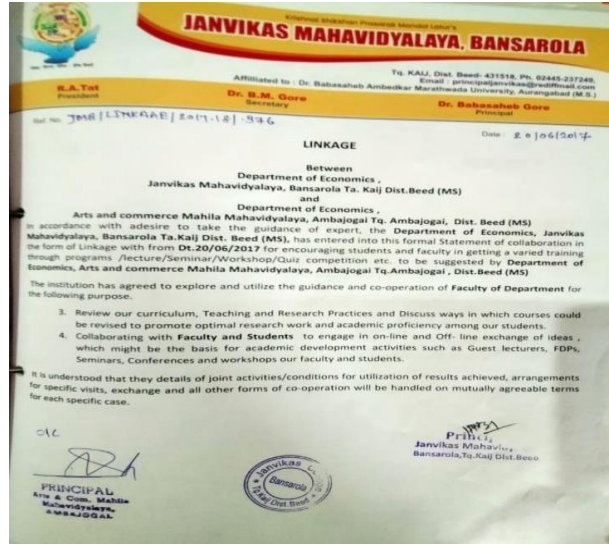 Krishnai Shikshan Prasarak Mandal Latur's
JANVIKAS MAHAVIDYALAYA, BANSAROLA
Tq. KAIJ, Dist. Beed- 431518, Ph. 02445-237249,
Email : principaljanvikas@rediffmail.com
Affiliated to : Dr. Babasaheb Ambedkar Marathwada University, Aurangabad (M.S.)
R.A.Tat
President
Dr. B.M. Gore
Secretary
Dr. Babasaheb Gore
Principal
Ref. No. JMB/LINKAGE/2017-18/-976
Date : 20/06/2017
LINKAGE
Between
Department of Economics ,
Janvikas Mahavidyalaya, Bansarola Ta. Kaij Dist.Beed (MS)
and
Department of Economics ,
Arts and commerce Mahila Mahavidyalaya, Ambajogai Tq. Ambajogai, Dist. Beed (MS)
In accordance with adesire to take the guidance of expert, the Department of Economics, Janvikas
Mahavidyalaya, Bansarola Ta.Kaij Dist. Beed (MS), has entered into this formal Statement of collaboration in
the form of Linkage with from Dt.20/06/2017 for encouraging students and faculty in getting a varied training
through programs /lecture/Seminar/Workshop/Quiz competition etc. to be suggested by Department of
Economics, Arts and commerce Mahila Mahavidyalaya, Ambajogai Tq.Ambajogai , Dist.Beed (MS)
The institution has agreed to explore and utilize the guidance and co-operation of Faculty of Department for
the following purpose.
3. Review our curriculum, Teaching and Research Practices and Discuss ways in which courses could
be revised to promote optimal research work and academic proficiency among our students.
4. Collaborating with Faculty and Students to engage in on-line and Off- line exchange of ideas ,
which might be the basis for academic development activities such as Guest lecturers, FDPs,
Seminars, Conferences and workshops our faculty and students.
It is understood that they details of joint activities/conditions for utilization of results achieved, arrangements
for specific visits, exchange and all other forms of co-operation will be handled on mutually agreeable terms
for each specific case.
PRINCIPAL
Arts & Com. Mahila
Mahavidyalaya,
AMBAJOGAI.
Janvikas
Bansarola
Tq.Kaij Dist.Beed
Janvikas
Bansarola,Tq.Kaij Dist.Beed